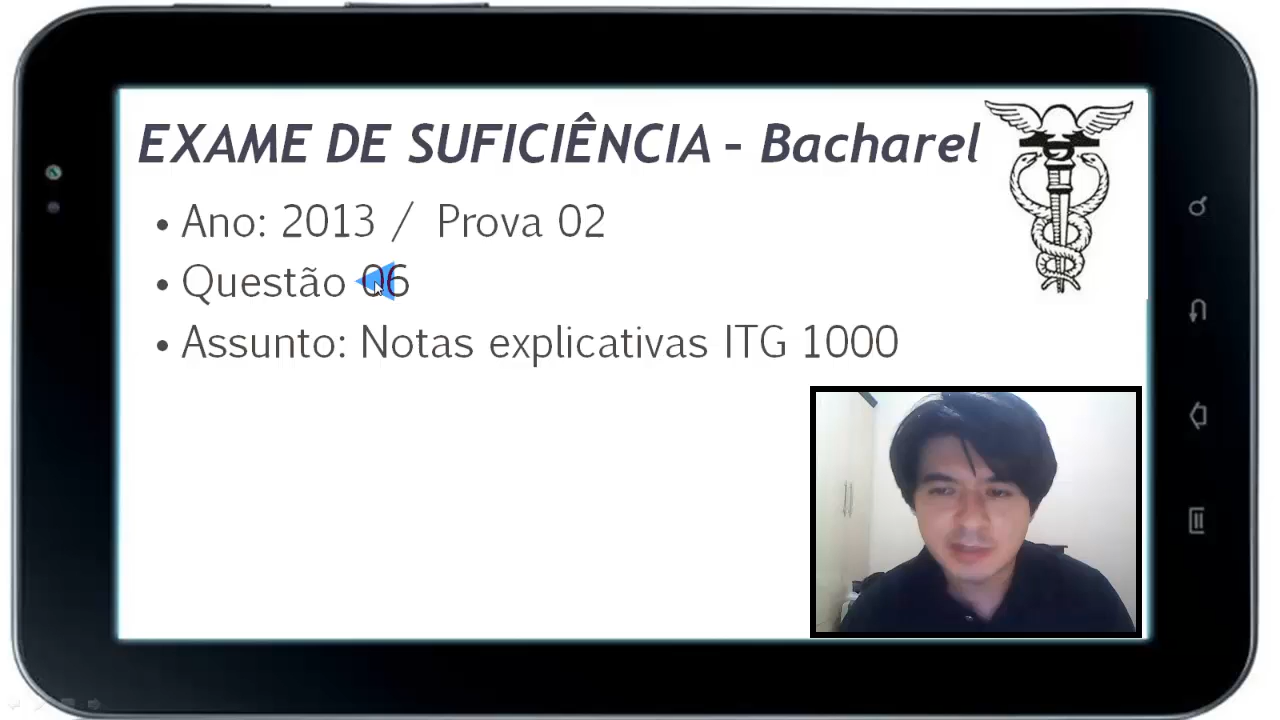 EXAME DE SUFICIÊNCIA – Bacharel
• Ano: 2013 / Prova 02
• Questão 06
• Assunto: Notas explicativas ITG 1000